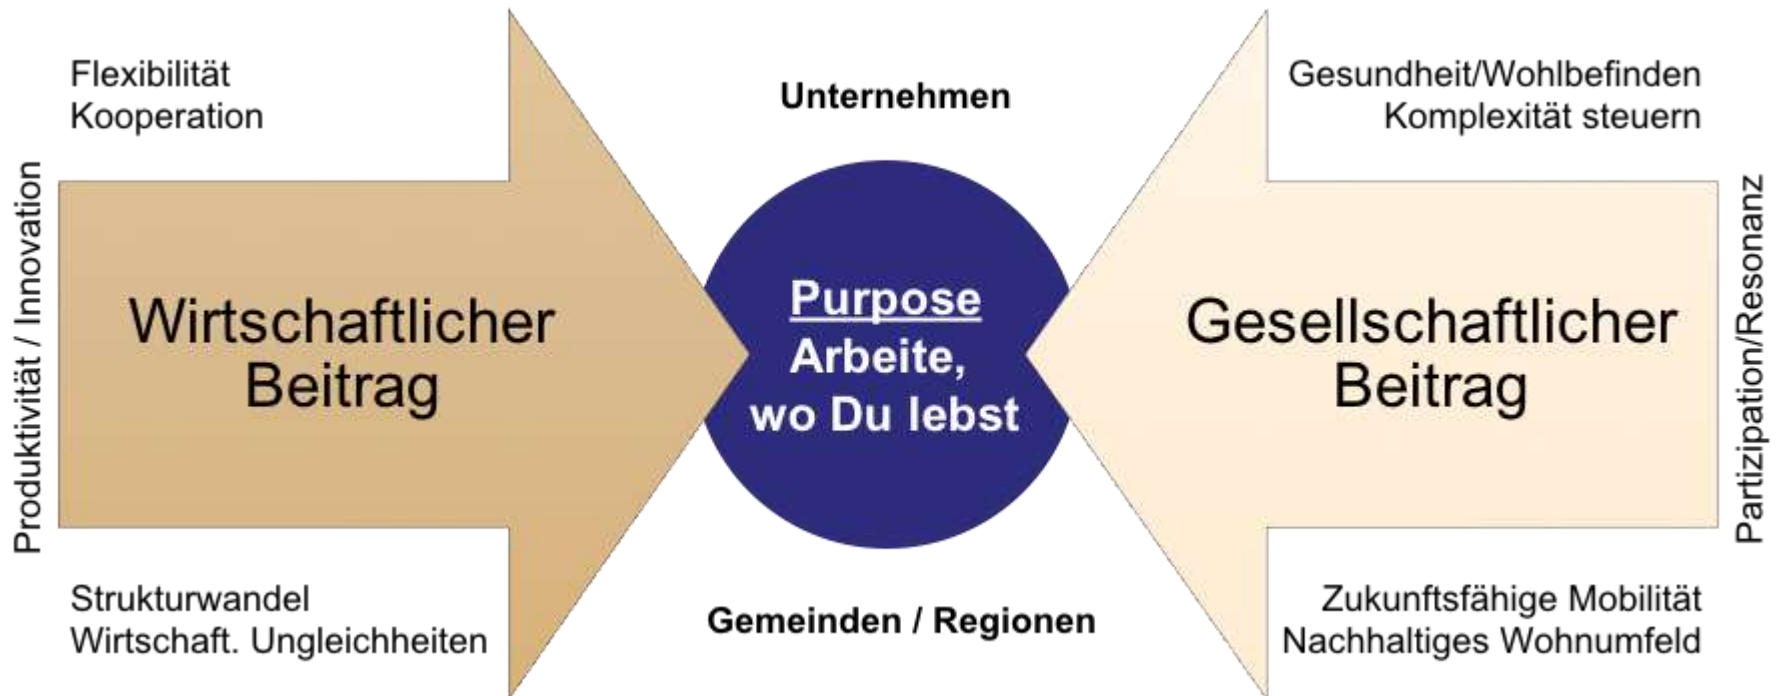 Flexibilität
Kooperation
Unternehmen
Gesundheit/Wohlbefinden
Komplexität steuern
Produktivität / Innovation
Wirtschaftlicher
Beitrag
Purpose
Arbeite,
wo Du lebst
Gesellschaftlicher
Beitrag
Partizipation/Resonanz
Strukturwandel
Wirtschaft. Ungleichheiten
Gemeinden / Regionen
Zukunftsfähige Mobilität
Nachhaltiges Wohnumfeld